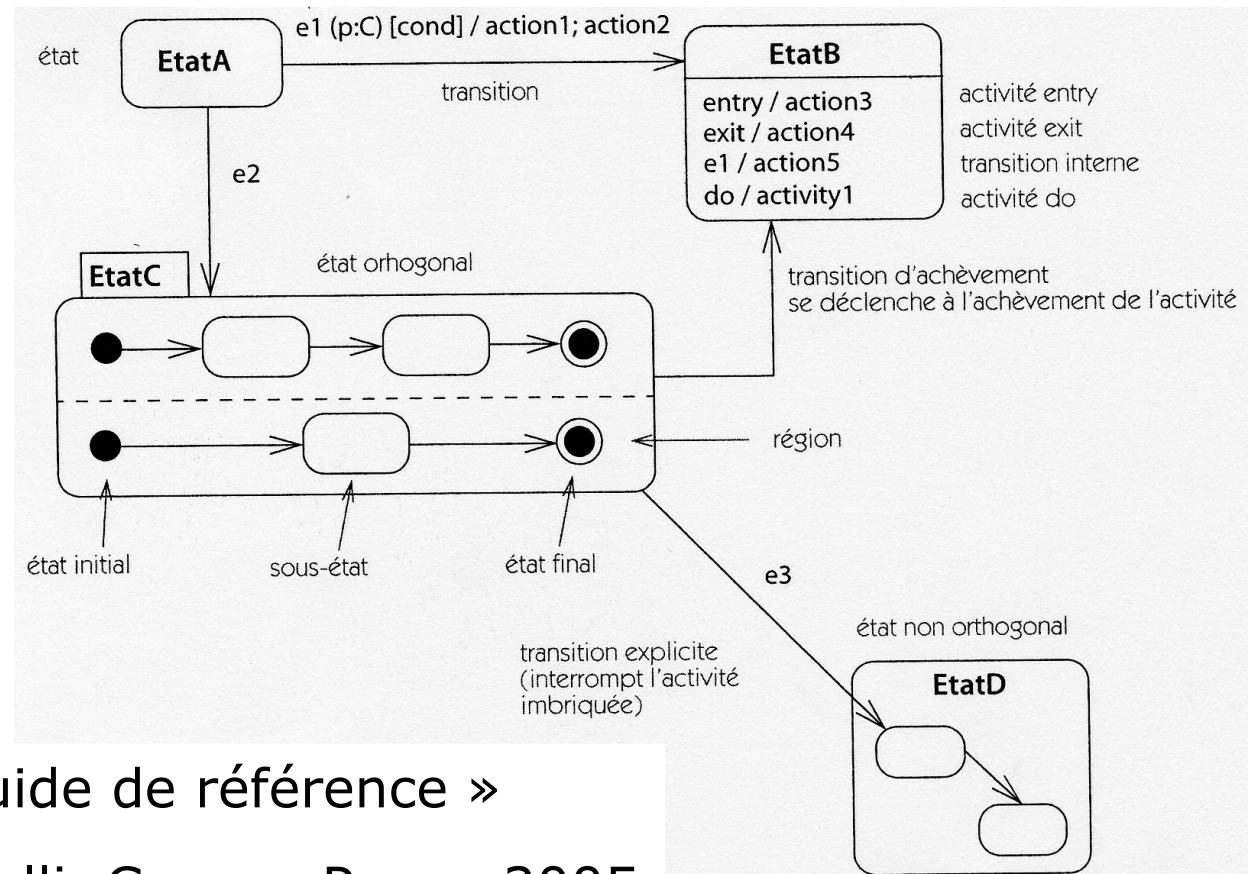 e1 (p:C) [cond] / action1; action2
état
EtatA
transition
EtatB
entry / action3
exit / action4
e1 / action5
do / activity1
activité entry
activité exit
transition interne
activité do
e2
EtatC
état orhogonal
transition d'achèvement
se déclenche à l'achèvement de l'activité
région
état initial
sous-état
état final
e3
transition explicite
(interrompt l'activité
imbriquée)
état non orthogonal
EtatD
de référence »
2005